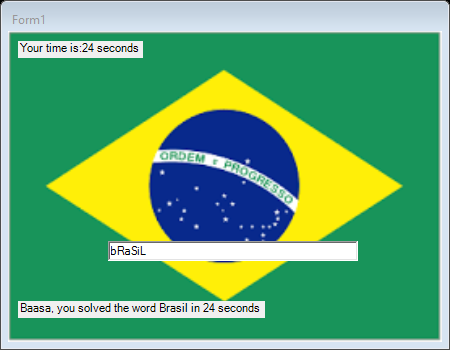 Form1
Your time is:24 seconds
ORDEM E PROGRESSO
bRaSiL
Baasa, you solved the word Brasil in 24 seconds